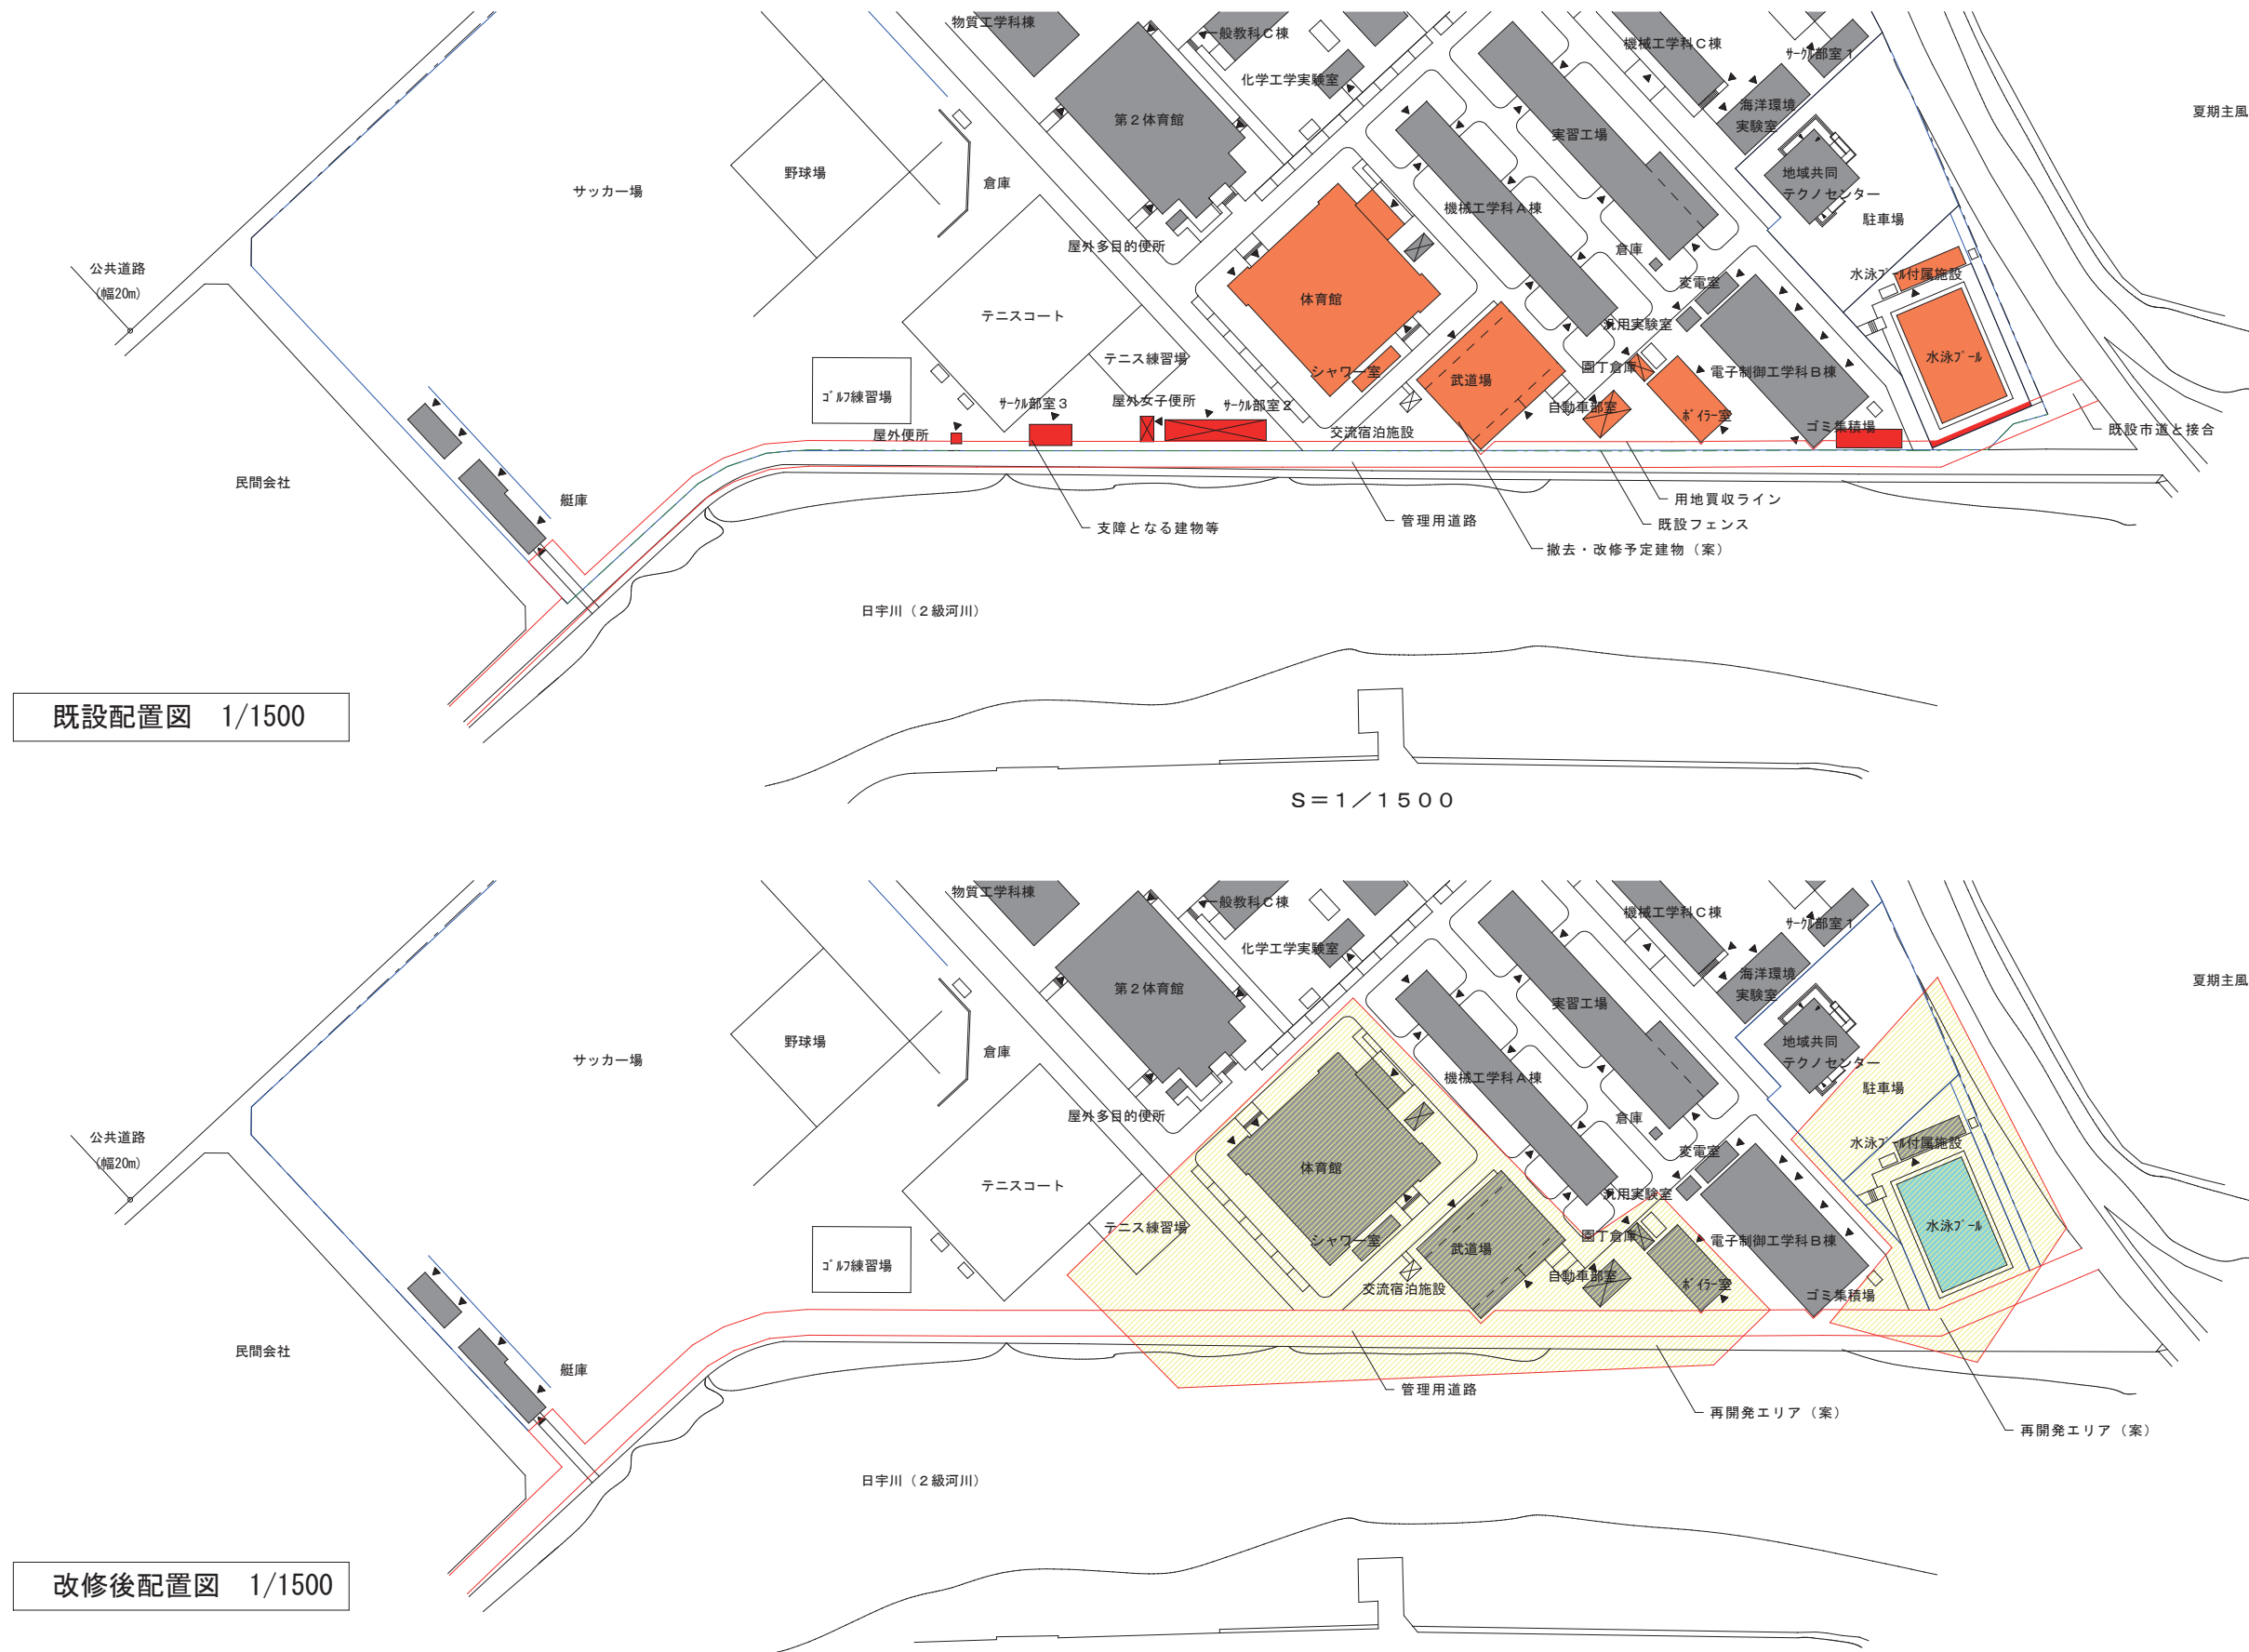 物質工学科棟
一般教科C棟
機械工学科C棟
サークル部室1
化学工学実験室
海洋環境
実験室
夏期主風
第2体育館
実習工場
野球場
サッカー場
倉庫
地域共同
テクノセンター
機械工学科A棟
駐車場
屋外多目的便所
倉庫
公共道路
(幅20m)
水泳プール付属施設
変電室
体育館
テニスコート
汎用実験室
テニス練習場
水泳プール
シャワー室
武道場
園丁倉庫
電子制御工学科B棟
ゴルフ練習場
サークル部室3
屋外女子便所
サークル部室2
自動車部室
ボイラー室
屋外便所
交流宿泊施設
ゴミ集積場
既設市道と接合
民間会社
艇庫
用地買収ライン
管理用道路
既設フェンス
支障となる建物等
撤去・改修予定建物(案)
日宇川(2級河川)
既設配置図 1/1500
S=1/1500
物質工学科棟
一般教科C棟
機械工学科C棟
サークル部室1
化学工学実験室
海洋環境
実験室
夏期主風
第2体育館
実習工場
野球場
サッカー場
倉庫
地域共同
テクノセンター
機械工学科A棟
駐車場
屋外多目的便所
倉庫
公共道路
(幅20m)
水泳プール付属施設
変電室
体育館
テニスコート
汎用実験室
テニス練習場
水泳プール
シャワー室
武道場
園丁倉庫
電子制御工学科B棟
ゴルフ練習場
自動車部室
ボイラー室
交流宿泊施設
ゴミ集積場
民間会社
艇庫
管理用道路
再開発エリア(案)
再開発エリア(案)
日宇川(2級河川)
改修後配置図 1/1500